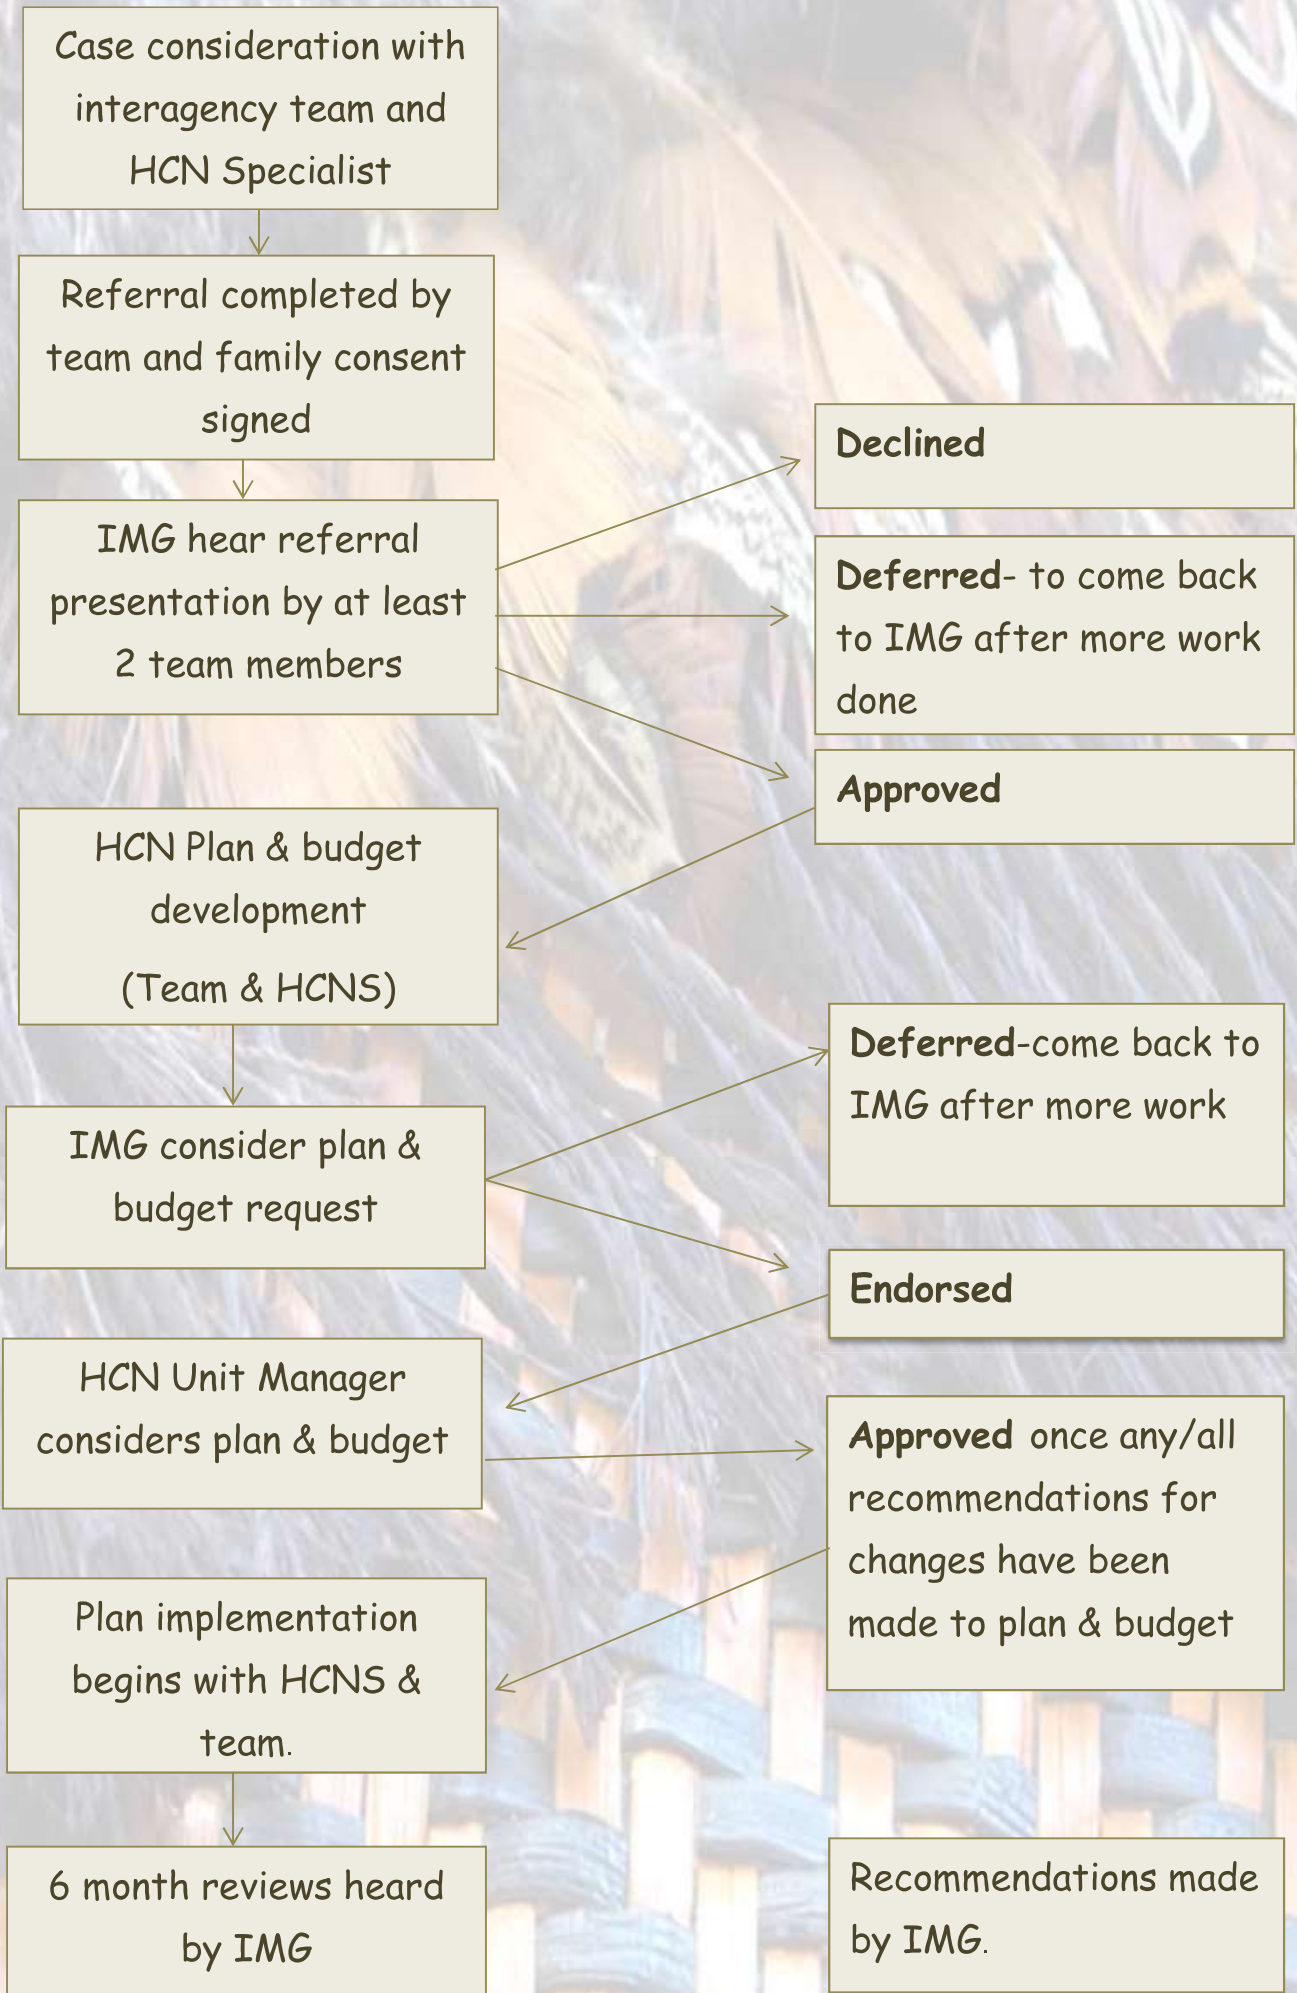 Case consideration with
interagency team and
HCN Specialist
Referral completed by
team and family consent
signed
IMG hear referral
presentation by at least
2 team members
Declined
Deferred- to come back
to IMG after more work
done
Approved
HCN Plan & budget
development
(Team & HCNS)
IMG consider plan &
budget request
Deferred-come back to
IMG after more work
Endorsed
HCN Unit Manager
considers plan & budget
Approved once any/all
recommendations for
changes have been
made to plan & budget
Plan implementation
begins with HCNS &
team.
6 month reviews heard
by IMG
Recommendations made
by IMG.